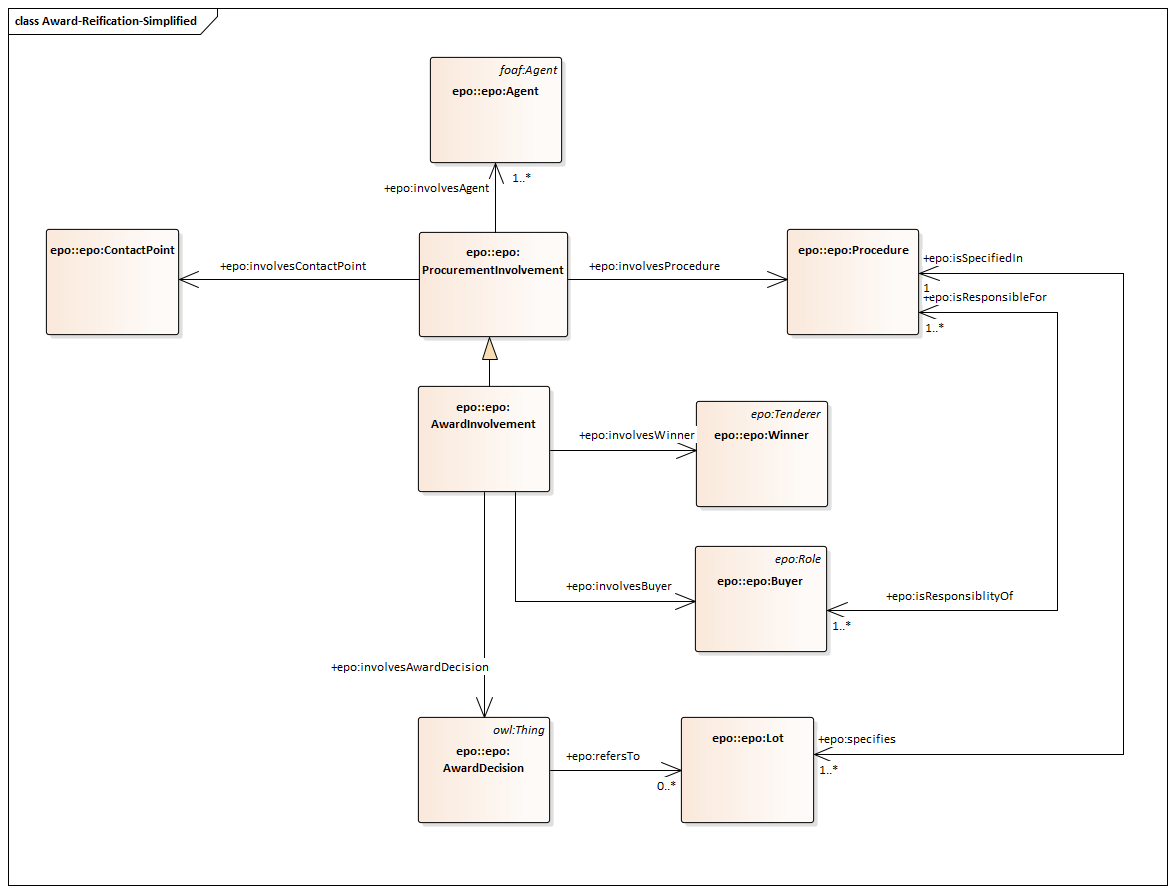 class Award-Reification-Simplified
foaf:Agent
epo::epo:Agent
1..*
+epo:involvesAgent
epo::epo:ContactPoint
+epo:involvesContactPoint
epo::epo:
ProcurementInvolvement
+epo:involvesProcedure
epo::epo:Procedure
+epo:isSpecifiedIn
1
+epo:isResponsibleFor
1..*
epo::epo:
AwardInvolvement
+epo:involvesWinner
epo:Tenderer
epo::epo:Winner
+epo:involvesBuyer
epo:Role
epo::epo:Buyer
+epo:isResponsiblityOf
1..*
+epo:involvesAwardDecision
owl:Thing
epo::epo:
AwardDecision
+epo:refersTo
0..*
epo::epo:Lot
+epo:specifies
1..*